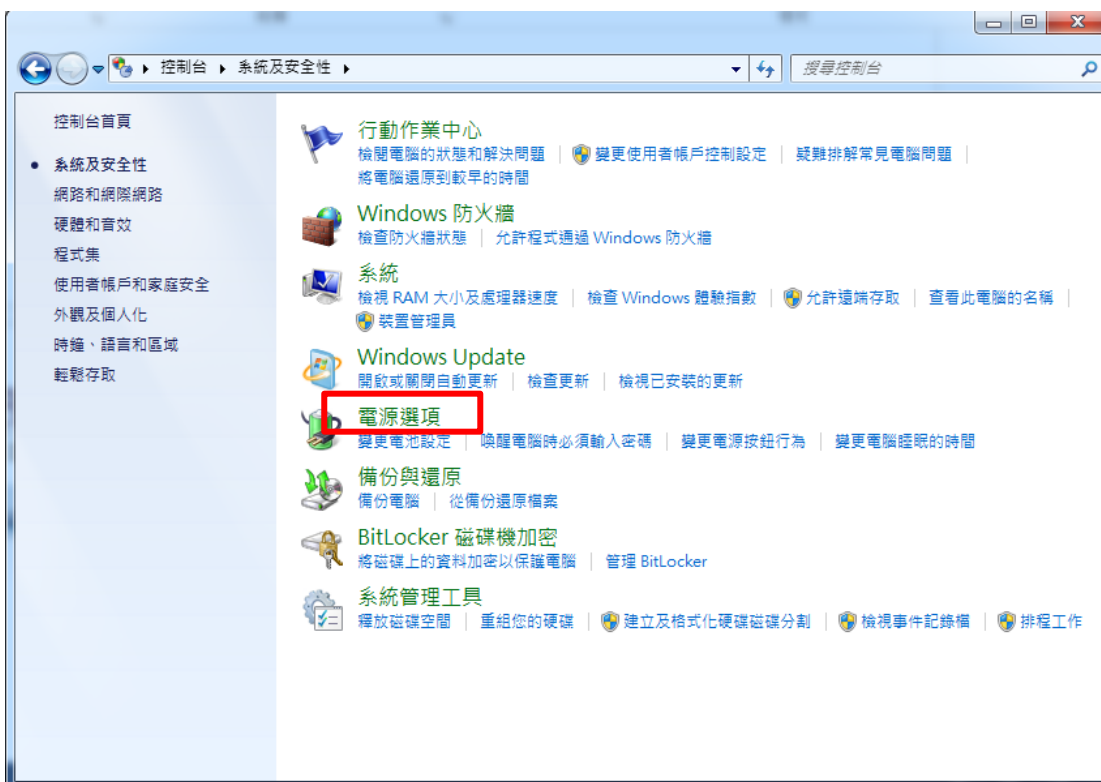 控制台 ▸ 系統及安全性 ▸
搜尋控制台
控制台首頁
系統及安全性
網路和網際網路
硬體和音效
程式集
使用者帳戶和家庭安全
外觀及個人化
時鐘、語言和區域
輕鬆存取
行動作業中心
檢閱電腦的狀態和解決問題 | 變更使用者帳戶控制設定 | 疑難排解常見電腦問題 |
將電腦還原到較早的時間
Windows 防火牆
檢查防火牆狀態 | 允許程式通過 Windows 防火牆
系統
檢視 RAM 大小及處理器速度 | 檢查 Windows 體驗指數 | 允許遠端存取 | 查看此電腦的名稱 |
裝置管理員
Windows Update
開啟或關閉自動更新 | 檢查更新 | 檢視已安裝的更新
電源選項
變更電池設定 | 喚醒電腦時必須輸入密碼 | 變更電源按鈕行為 | 變更電腦睡眠的時間
備份與還原
備份電腦 | 從備份還原檔案
BitLocker 磁碟機加密
將磁碟上的資料加密以保護電腦 | 管理 BitLocker
系統管理工具
釋放磁碟空間 | 重組您的硬碟 | 建立及格式化硬碟磁碟分割 | 檢視事件記錄檔 | 排程工作